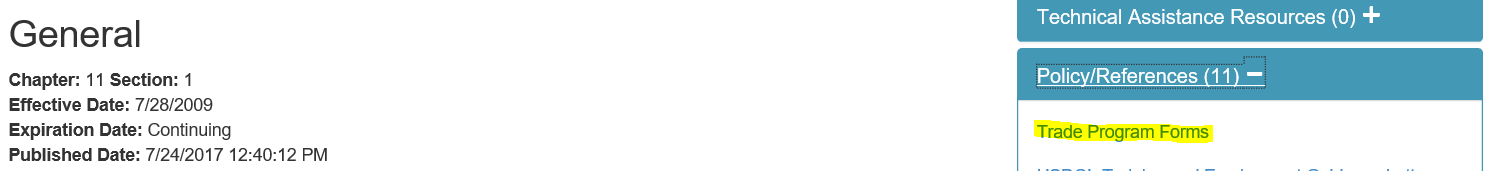 General
Chapter: 11 Section: 1
Effective Date: 7/28/2009
Expiration Date: Continuing
Published Date: 7/24/2017 12:40:12 PM
Technical Assistance Resources (0) +
Policy/References (11) −
Trade Program Forms